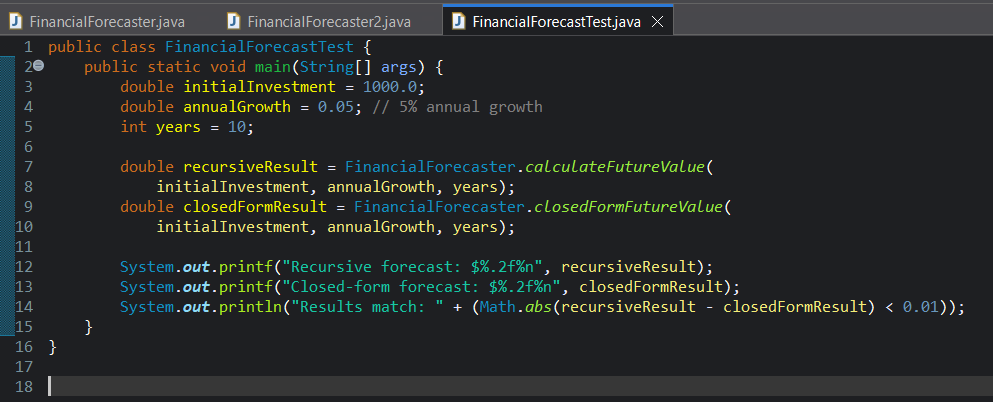 FinancialForecaster.java FinancialForecaster2.java FinancialForecastTest.java
1 public class FinancialForecastTest {
2 public static void main(String[] args) {
3 double initialInvestment = 1000.0;
4 double annualGrowth = 0.05; // 5% annual growth
5 int years = 10;
6
7 double recursiveResult = FinancialForecaster.calculateFutureValue(
8 initialInvestment, annualGrowth, years);
9 double closedFormResult = FinancialForecaster.closedFormFutureValue(
10 initialInvestment, annualGrowth, years);
11
12 System.out.printf("Recursive forecast: $%.2f%n", recursiveResult);
13 System.out.printf("Closed-form forecast: $%.2f%n", closedFormResult);
14 System.out.println("Results match: " + (Math.abs(recursiveResult - closedFormResult) < 0.01));
15 }
16 }
17
18